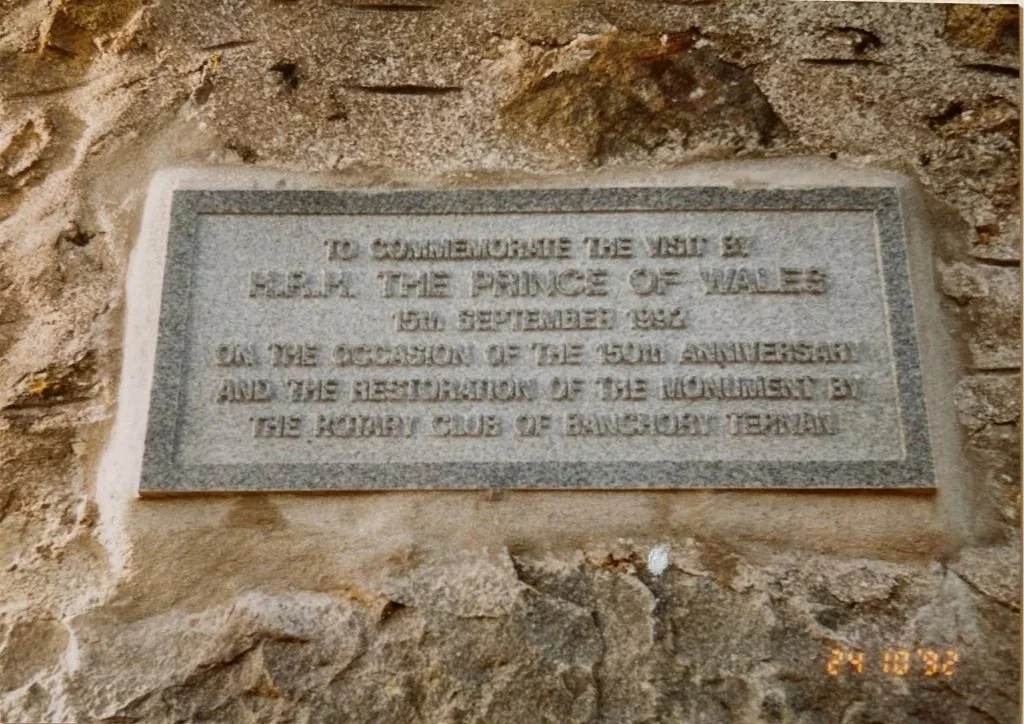 TO COMMEMORATE THE VISIT BY
H.R.H. THE PRINCE OF WALES
15th SEPTEMBER 1992
ON THE OCCASION OF THE 150th ANNIVERSARY
AND THE RESTORATION OF THE MONUMENT BY
THE ROTARY CLUB OF BANCHORY TERNAN
24 10 '92